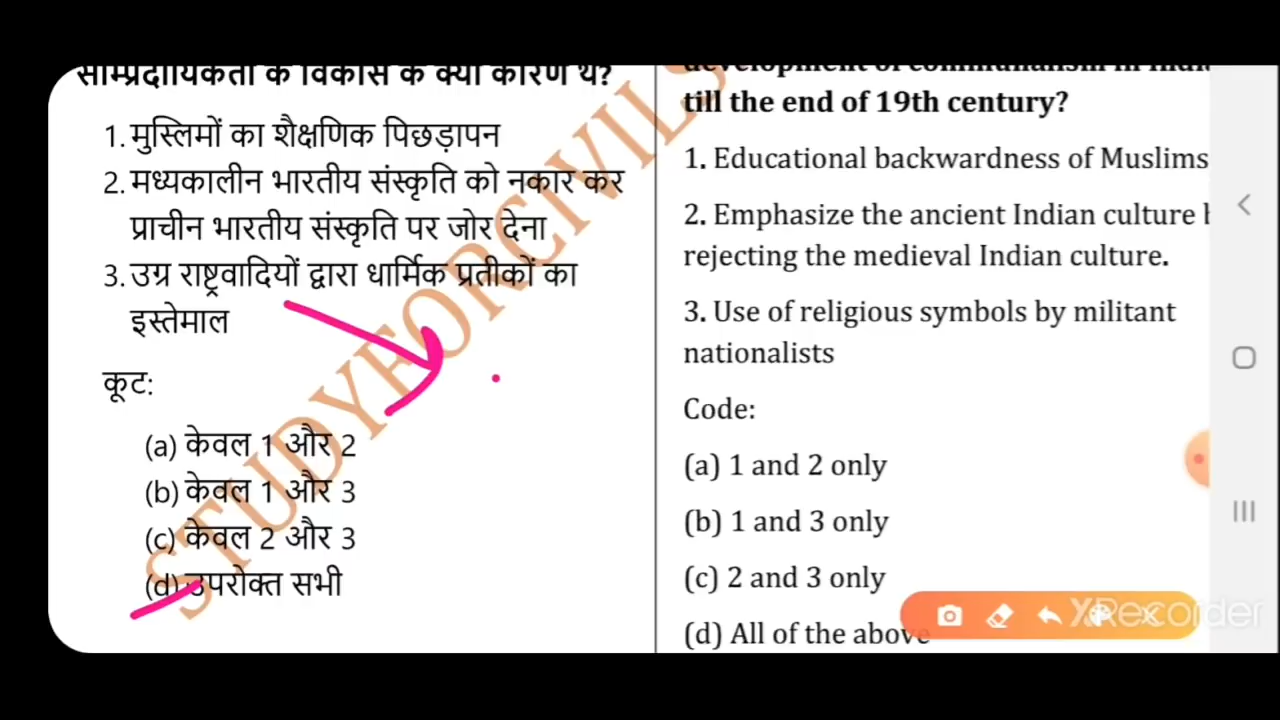 साम्प्रदायिकता के विकास के क्या कारण थे?
1. मुस्लिमों का शैक्षणिक पिछड़ापन
2. मध्यकालीन भारतीय संस्कृति को नकार कर
प्राचीन भारतीय संस्कृति पर जोर देना
3. उग्र राष्ट्रवादियों द्वारा धार्मिक प्रतीकों का
इस्तेमाल
कूट:
(a) केवल 1 और 2
(b) केवल 1 और 3
(c) केवल 2 और 3
(d) उपरोक्त सभी
development of communalism in
till the end of 19th century?
1. Educational backwardness of Muslims
2. Emphasize the ancient Indian culture
rejecting the medieval Indian culture.
3. Use of religious symbols by militant
nationalists
Code:
(a) 1 and 2 only
(b) 1 and 3 only
(c) 2 and 3 only
(d) All of the above
STUDYFORCIVILS
XRecorder